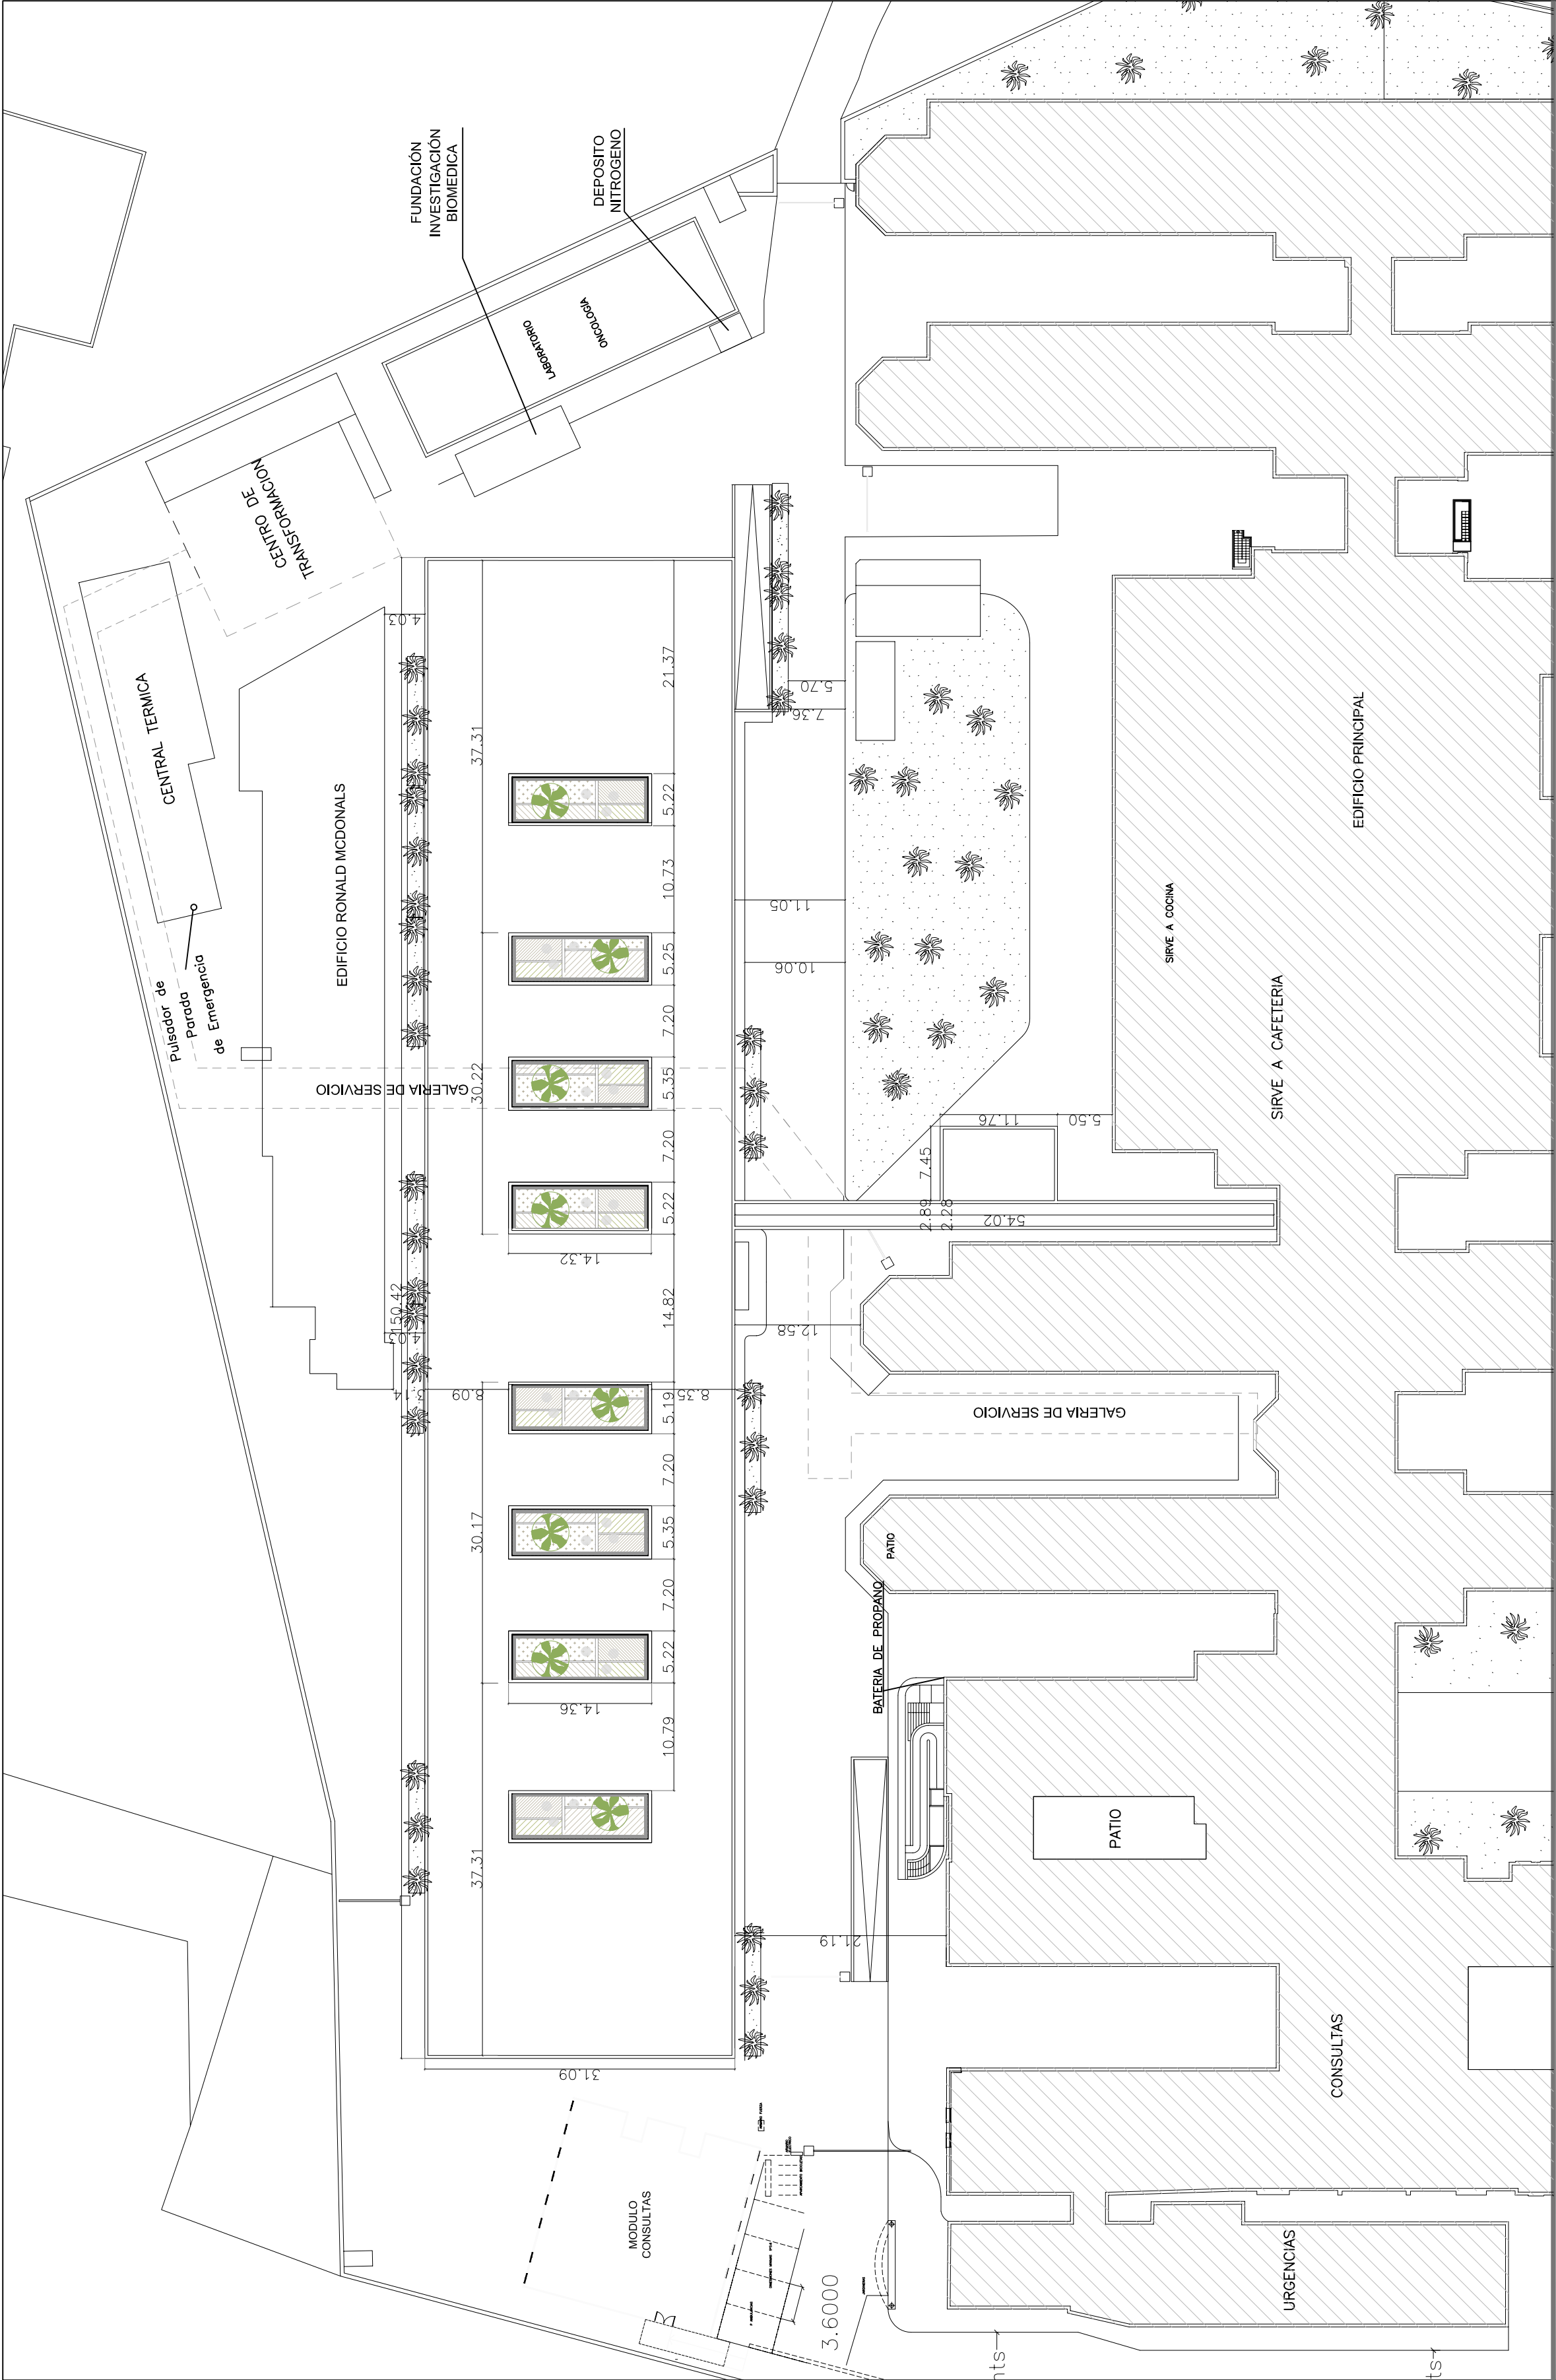 FUNDACIÓN
INVESTIGACIÓN
BIOMEDICA
DEPOSITO
NITROGENO
LABORATORIO
ONCOLOGÍA
CENTRO DE
TRANSFORMACION
CENTRAL TERMICA
Pulsador de
Parada
de Emergencia
EDIFICIO RONALD MCDONALS
GALERIA DE SERVICIO
4.03
150.42
4.03
3.14
8.09
8.35
37.31
30.22
30.17
37.31
21.37
5.22
10.73
5.25
7.20
5.35
7.20
5.22
14.82
5.19
7.20
5.35
7.20
5.22
10.79
14.32
14.36
31.09
5.70
7.36
11.05
10.06
12.58
21.19
7.45
2.89
2.28
11.76
5.50
54.02
GALERIA DE SERVICIO
EDIFICIO PRINCIPAL
SIRVE A COCINA
SIRVE A CAFETERIA
PATIO
BATERIA DE PROPANO
PATIO
CONSULTAS
URGENCIAS
MODULO
CONSULTAS
3.6000
nts
ts